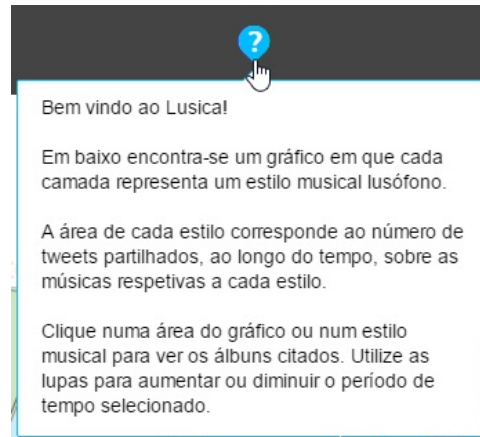 ?
Bem vindo ao Lusica!
Em baixo encontra-se um gráfico em que cada
camada representa um estilo musical lusófono.
A área de cada estilo corresponde ao número de
tweets partilhados, ao longo do tempo, sobre as
músicas respetivas a cada estilo.
Clique numa área do gráfico ou num estilo
musical para ver os álbuns citados. Utilize as
lupas para aumentar ou diminuir o período de
tempo selecionado.